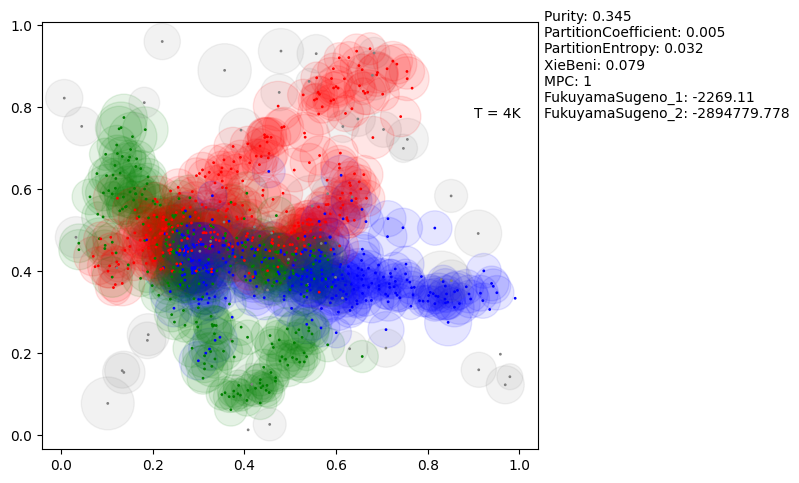 Purity: 0.345
PartitionCoefficient: 0.005
PartitionEntropy: 0.032
XieBeni: 0.079
MPC: 1
FukuyamaSugeno_1: -2269.11
FukuyamaSugeno_2: -2894779.778
T = 4K
1.0
0.8
0.6
0.4
0.2
0.0
0.0 0.2 0.4 0.6 0.8 1.0